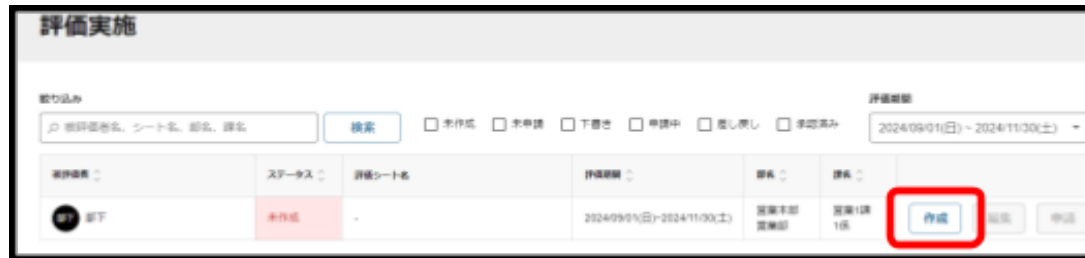 評価実施
絞り込み
評価期間
被評価者名、シート名、部名、課名
検索
未作成 未申請 下書き 申請中 差し戻し 承認済み
2024/09/01(日)~2024/11/30(土)
被評価者 ステータス 評価シート名 評価期間 部名 課名
部下 部下 未作成 - 2024/09/01(日)~2024/11/30(土) 営業本部 営業1課 作成 編集 申請
営業部 1係